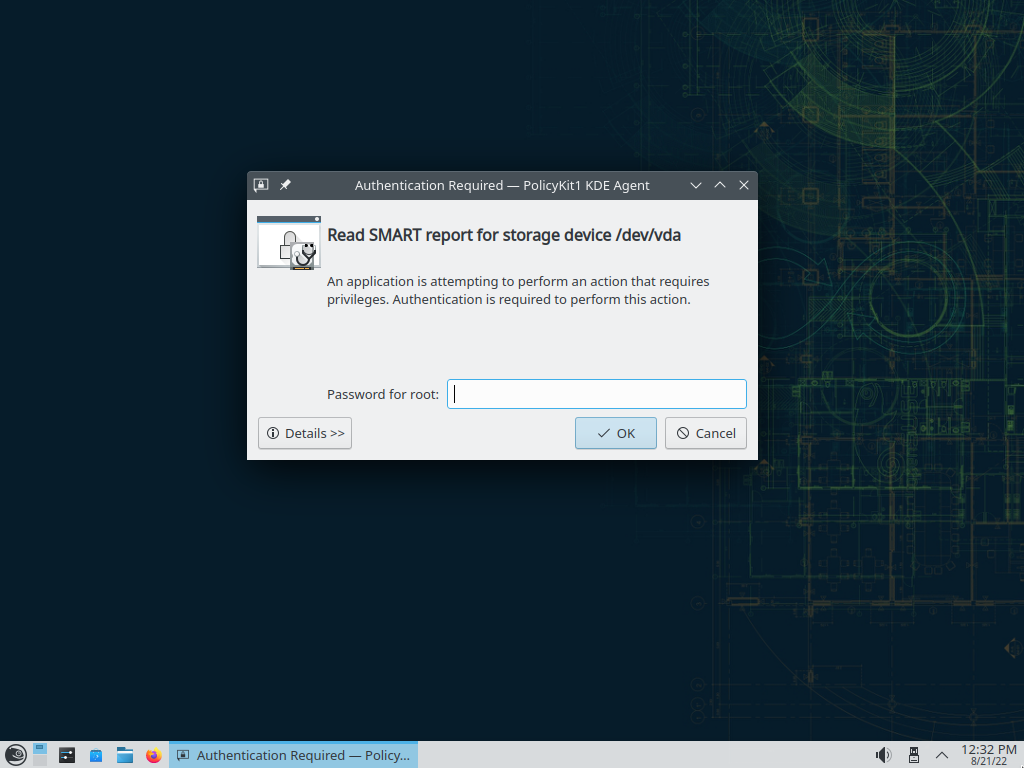 Authentication Required — PolicyKit1 KDE Agent
Read SMART report for storage device /dev/vda
An application is attempting to perform an action that requires
privileges. Authentication is required to perform this action.
Password for root:
Details >>
OK
Cancel
Authentication Required — Policy...
12:32 PM
8/21/22